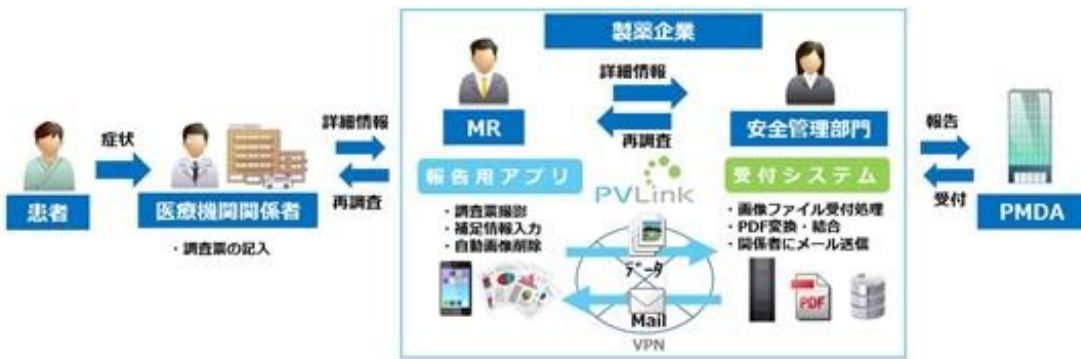 製薬企業
患者
症状
医療機関関係者
・調査票の記入
詳細情報
再調査
MR
詳細情報
再調査
安全管理部門
報告用アプリ
・調査票撮影
・補足情報入力
・自動画像削除
PVLink
受付システム
・画像ファイル受付処理
・PDF変換・結合
・関係者にメール送信
データ
Mail
VPN
PDF
報告
受付
PMDA